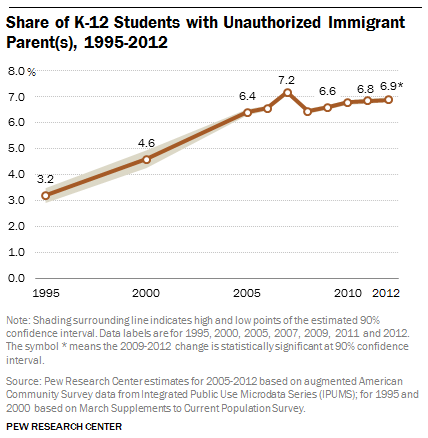 Share of K-12 Students with Unauthorized Immigrant
Parent(s), 1995-2012
8.0 %
7.0
6.0
5.0
4.0
3.0
2.0
1.0
0.0
3.2
4.6
6.4
7.2
6.6
6.8
6.9*
1995
2000
2005
2010
2012
Note: Shading surrounding line indicates high and low points of the estimated 90%
confidence interval. Data labels are for 1995, 2000, 2005, 2007, 2009, 2011 and 2012.
The symbol * means the 2009-2012 change is statistically significant at 90% confidence
interval.
Source: Pew Research Center estimates for 2005-2012 based on augmented American
Community Survey data from Integrated Public Use Microdata Series (IPUMS); for 1995 and
2000 based on March Supplements to Current Population Survey.
PEW RESEARCH CENTER